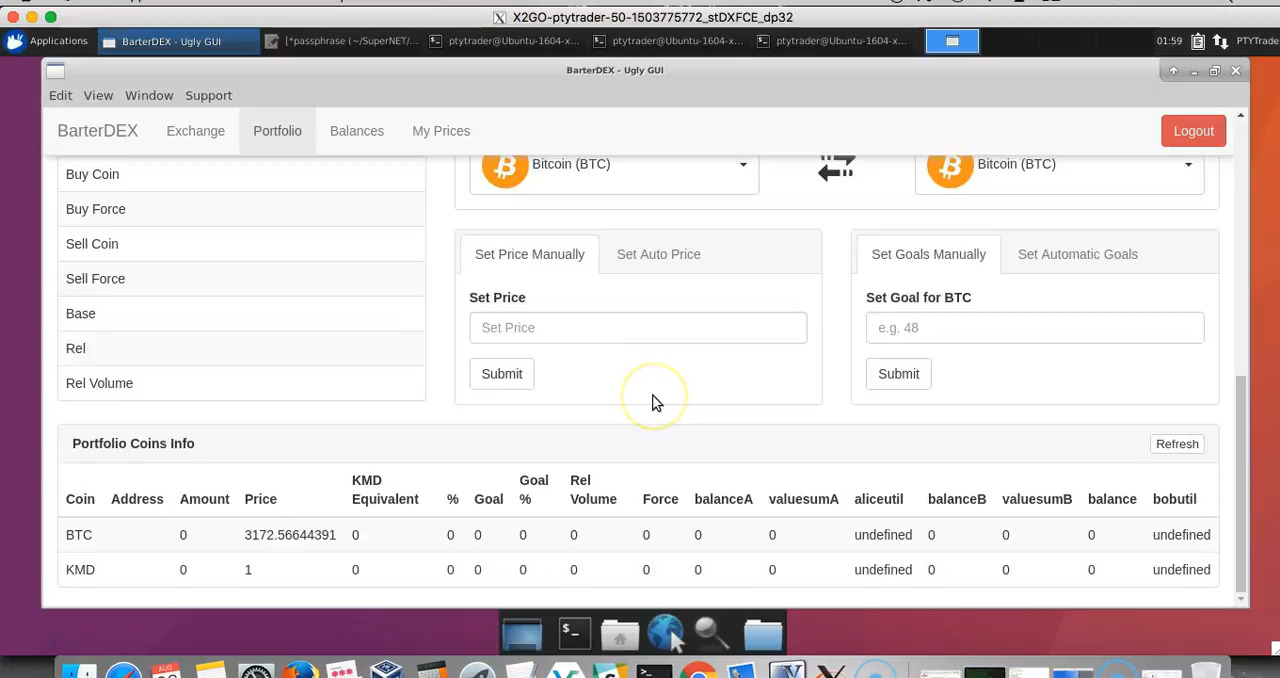 X2GO-ptytrader-50-1503775772_stDXFCE_dp32
Applications
BarterDEX - Ugly GUI
[*passphrase (~/SuperNET/...
ptytrader@Ubuntu-1604-x...
ptytrader@Ubuntu-1604-x...
ptytrader@Ubuntu-1604-x...
01:59
PTYTrade
BarterDEX - Ugly GUI
Edit View Window Support
BarterDEX Exchange Portfolio Balances My Prices Logout
Buy Coin
Buy Force
Sell Coin
Sell Force
Base
Rel
Rel Volume
Bitcoin (BTC)
Bitcoin (BTC)
Set Price Manually Set Auto Price
Set Price
Set Price
Submit
Set Goals Manually Set Automatic Goals
Set Goal for BTC
e.g. 48
Submit
Portfolio Coins Info Refresh
Coin Address Amount Price KMD Equivalent % Goal Goal % Rel Volume Force balanceA valuesumA aliceutil balanceB valuesumB balance bobutil
BTC 0 3172.56644391 0 0 0 0 0 0 0 0 undefined 0 0 0 undefined
KMD 0 1 0 0 0 0 0 0 0 0 undefined 0 0 0 undefined